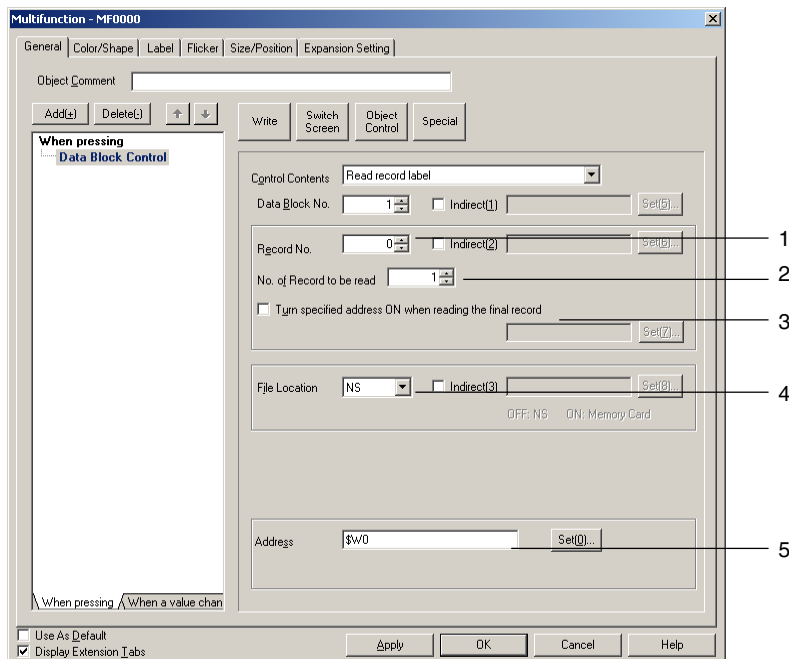 Multifunction - MF0000
General Color/Shape Label Flicker Size/Position Expansion Setting
Object Comment
Add(+) Delete(-) Write Switch Screen Object Control Special
When pressing
Data Block Control
Control Contents Read record label
Data Block No. 1 Indirect(1) Set(5)...
Record No. 0 Indirect(2) Set(6)... 1
No. of Record to be read 1 2
Turn specified address ON when reading the final record 3
Set(7)...
File Location NS Indirect(3) Set(8)... 4
OFF: NS ON: Memory Card
Address $W0 Set(0)... 5
When pressing When a value chan
Use As Default
Display Extension Tabs
Apply OK Cancel Help